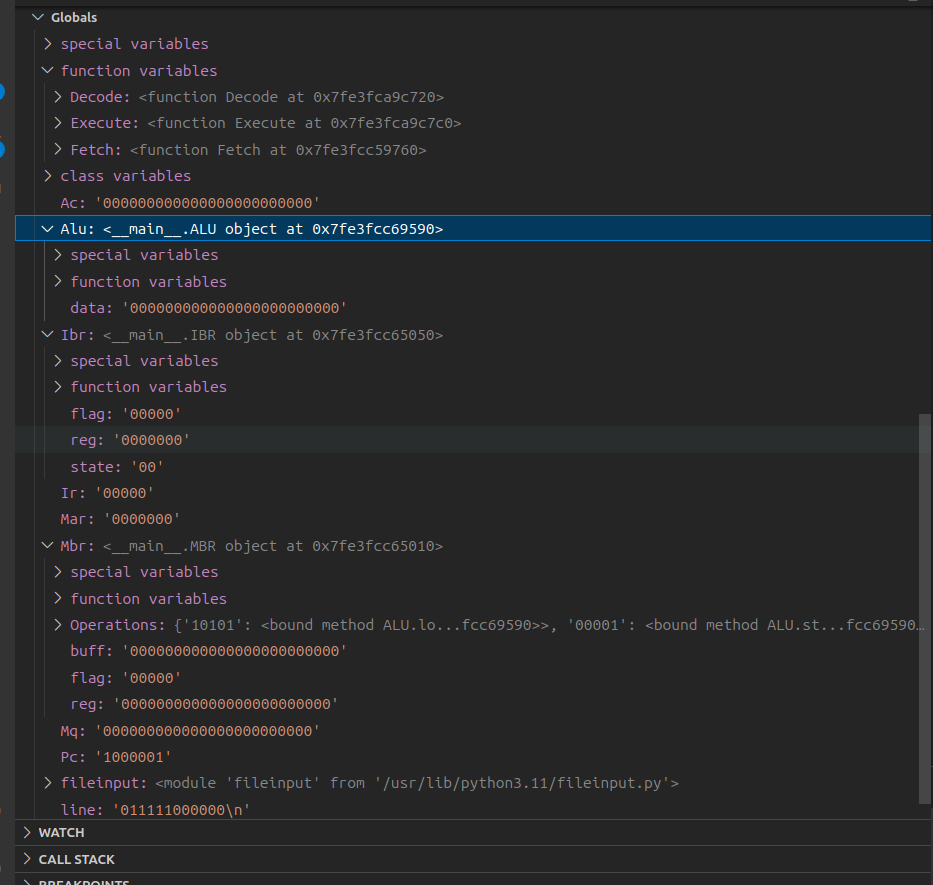 Globals
special variables
function variables
Decode: <function Decode at 0x7fe3fca9c720>
Execute: <function Execute at 0x7fe3fca9c7c0>
Fetch: <function Fetch at 0x7fe3fcc59760>
class variables
Ac: '000000000000000000000000'
Alu: <__main__.ALU object at 0x7fe3fcc69590>
special variables
function variables
data: '000000000000000000000000'
Ibr: <__main__.IBR object at 0x7fe3fcc65050>
special variables
function variables
flag: '00000'
reg: '0000000'
state: '00'
Ir: '00000'
Mar: '0000000'
Mbr: <__main__.MBR object at 0x7fe3fcc65010>
special variables
function variables
Operations: {'10101': <bound method ALU.lo...fcc69590>>, '00001': <bound method ALU.st...fcc69590…
buff: '000000000000000000000000'
flag: '00000'
reg: '000000000000000000000000'
Mq: '000000000000000000000000'
Pc: '1000001'
fileinput: <module 'fileinput' from '/usr/lib/python3.11/fileinput.py'>
line: '011111000000\n'
WATCH
CALL STACK
BREAKPOINTS